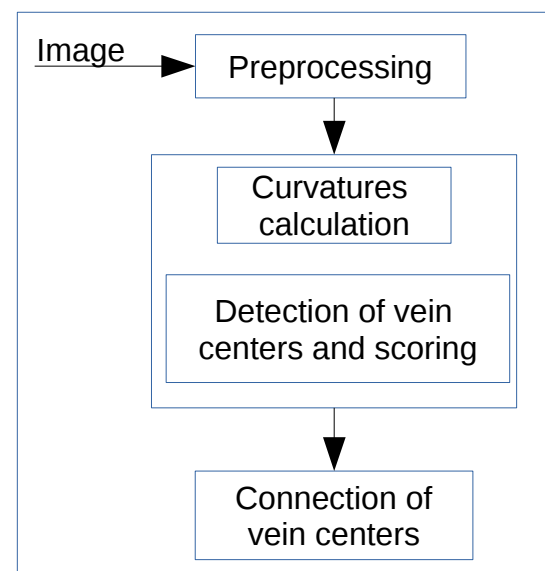 Image
Preprocessing
Curvatures
calculation
Detection of vein
centers and scoring
Connection of
vein centers